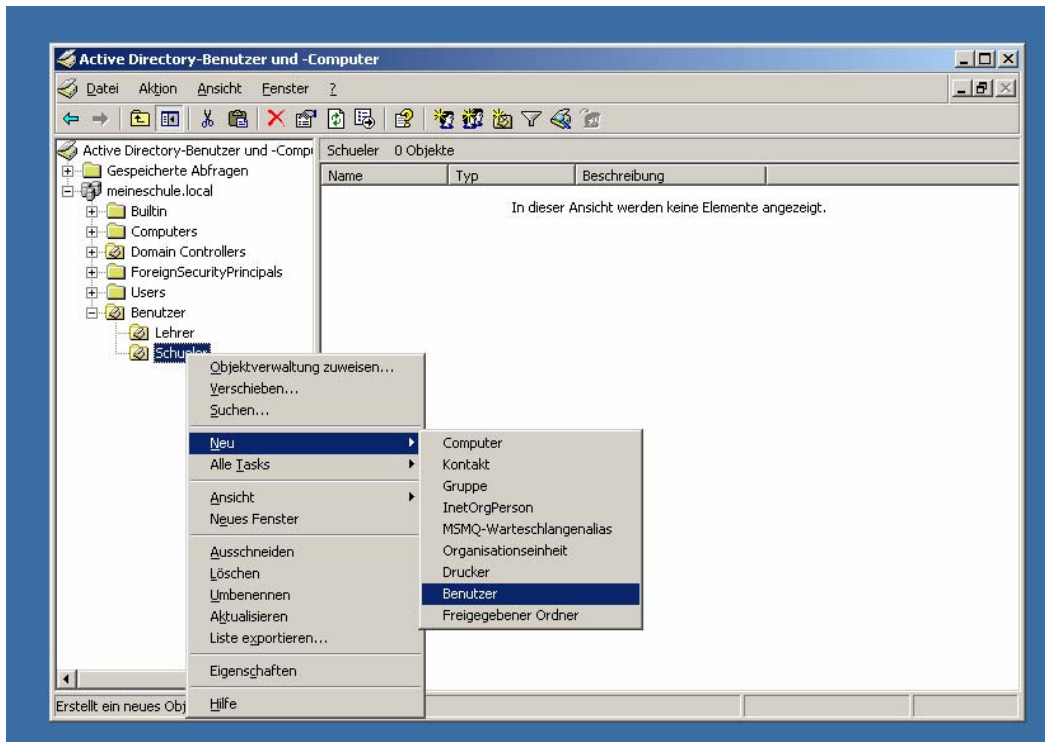 Active Directory-Benutzer und -Computer
Datei Aktion Ansicht Fenster ?
Active Directory-Benutzer und -Comp
Schueler 0 Objekte
Gespeicherte Abfragen
Name Typ Beschreibung
meineschule.local
In dieser Ansicht werden keine Elemente angezeigt.
Builtin
Computers
Domain Controllers
ForeignSecurityPrincipals
Users
Benutzer
Lehrer
Schueler
Objektverwaltung zuweisen...
Verschieben...
Suchen...
Neu
Alle Tasks
Ansicht
Neues Fenster
Ausschneiden
Löschen
Umbenennen
Aktualisieren
Liste exportieren...
Eigenschaften
Hilfe
Computer
Kontakt
Gruppe
InetOrgPerson
MSMQ-Warteschlangenalias
Organisationseinheit
Drucker
Benutzer
Freigegebener Ordner
Erstellt ein neues Obj